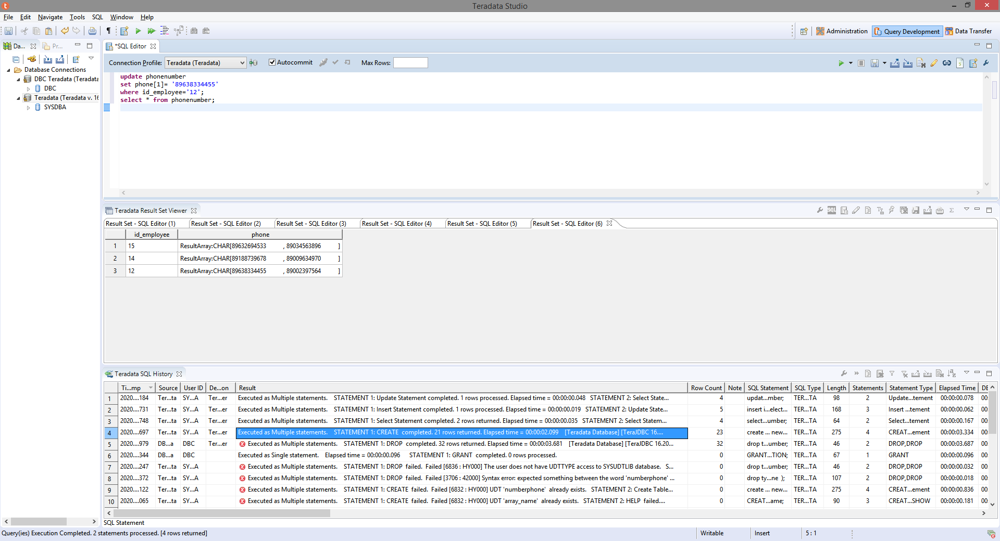 Teradata Studio
File Edit Navigate Tools SQL Window Help
Administration Query Development Data Transfer
Da... Pr...
*SQL Editor
Connection Profile: Teradata (Teradata) Autocommit Max Rows:
Database Connections
DBC Teradata (Teradata
DBC
Teradata (Teradata v. 16
SYSDBA
update phonenumber
set phone[1]= '89638334455'
where id_employee='12';
select * from phonenumber;
Teradata Result Set Viewer
Result Set - SQL Editor (1) Result Set - SQL Editor (2) Result Set - SQL Editor (3) Result Set - SQL Editor (4) Result Set - SQL Editor (5) Result Set - SQL Editor (6)
id_employee phone
1 15 ResultArray:CHAR[89632694533 , 89034563896 ]
2 14 ResultArray:CHAR[89188739678 , 89009634970 ]
3 12 ResultArray:CHAR[89638334455 , 89002397564 ]
Teradata SQL History
Ti...mp Source User ID De...on Result Row Count Note SQL Statement SQL Type Length Statements Statement Type Elapsed Time DE
1 2020....184 Ter...ta SY...A Ter...er Executed as Multiple statements. STATEMENT 1: Update Statement completed. 1 rows processed. Elapsed time = 00:00:00.048 STATEMENT 2: Select State... 4 updat...mber; TER...TA 98 2 Update...tement 00:00:00.078 00:
2 2020....731 Ter...ta SY...A Ter...er Executed as Multiple statements. STATEMENT 1: Insert Statement completed. 1 rows processed. Elapsed time = 00:00:00.019 STATEMENT 2: Update State... 5 insert i...elect... TER...TA 168 3 Insert ...tement 00:00:00.062 00:
3 2020....748 Ter...ta SY...A Ter...er Executed as Multiple statements. STATEMENT 1: Select Statement completed. 2 rows returned. Elapsed time = 00:00:00.035 STATEMENT 2: Select Statem... 4 select...umber; TER...TA 64 2 Select...tement 00:00:00.167 00:
4 2020....697 Ter...ta SY...A Ter...er Executed as Multiple statements. STATEMENT 1: CREATE completed. 21 rows returned. Elapsed time = 00:00:02.099 [Teradata Database] [TeraJDBC 16.... 23 create ... new... TER...TA 275 4 CREAT...ement 00:00:03.334 00:
5 2020....979 DB...a DBC Ter...er Executed as Multiple statements. STATEMENT 1: DROP completed. 32 rows returned. Elapsed time = 00:00:03.681 [Teradata Database] [TeraJDBC 16.20... 32 drop t...umber; TER...TA 46 2 DROP,DROP 00:00:03.687 00:
6 2020....344 DB...a DBC Executed as Single statement. Elapsed time = 00:00:00.096 STATEMENT 1: GRANT completed. 0 rows processed. 0 GRANT...TION; TER...TA 67 1 GRANT 00:00:00.096 00:
7 2020....247 Ter...ta SY...A Executed as Multiple statements. STATEMENT 1: DROP failed. Failed [6836 : HY000] The user does not have UDTTYPE access to SYSUDTLIB database. S... 0 drop t...umber; TER...TA 46 2 DROP,DROP 00:00:00.032 00:
8 2020....372 Ter...ta SY...A Executed as Multiple statements. STATEMENT 1: DROP failed. Failed [3706 : 42000] Syntax error: expected something between the word 'numberphone' ... 0 drop ty...ne ); TER...TA 107 2 DROP,DROP 00:00:00.018 00:
9 2020....122 Ter...ta SY...A Executed as Multiple statements. STATEMENT 1: CREATE failed. Failed [6832 : HY000] UDT 'numberphone' already exists. STATEMENT 2: Create Table... 0 create ... new... TER...TA 275 4 CREAT...ement 00:00:00.836 00:
10 2020....065 Ter...ta SY...A Executed as Multiple statements. STATEMENT 1: CREATE failed. Failed [6832 : HY000] UDT 'array_name' already exists. STATEMENT 2: HELP failed.... 0 CREAT...ame; TER...TA 90 3 CREAT...SHOW 00:00:00.181 00:
SQL Statement
Query(ies) Execution Completed. 2 statements processed. [4 rows returned] Writable Insert 5 : 1